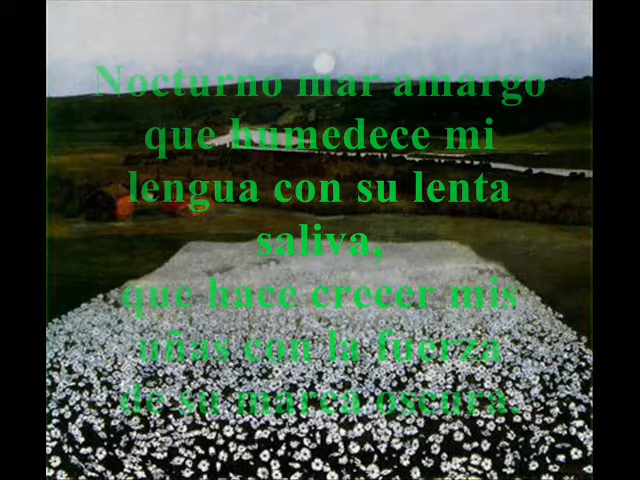 Nocturno mar amargo
que humedece mi
lengua con su lenta
saliva,
que hace crecer mis
uñas con la fuerza
de su marca oscura.